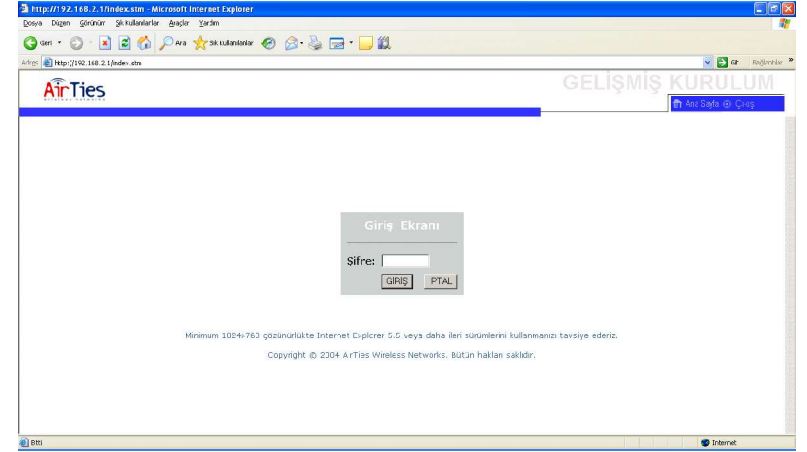 http://192.168.2.1/index.stm - Microsoft Internet Explorer
Dosya Düzen Görünüm Sık Kullanılanlar Araçlar Yardım
Geri Ara Sık Kullanılanlar
Adres http://192.168.2.1/index.stm Git Bağlantılar
AirTies
wireless networks
GELİŞMİŞ KURULUM
Ana Sayfa Çıkış
Giriş Ekranı
Şifre:
GİRİŞ PTAL
Minimum 1024x768 çözünürlükte Internet Explorer 5.5 veya daha ileri sürümlerini kullanmanızı tavsiye ederiz.
Copyright © 2004 AirTies Wireless Networks. Bütün hakları saklıdır.
Bitti Internet